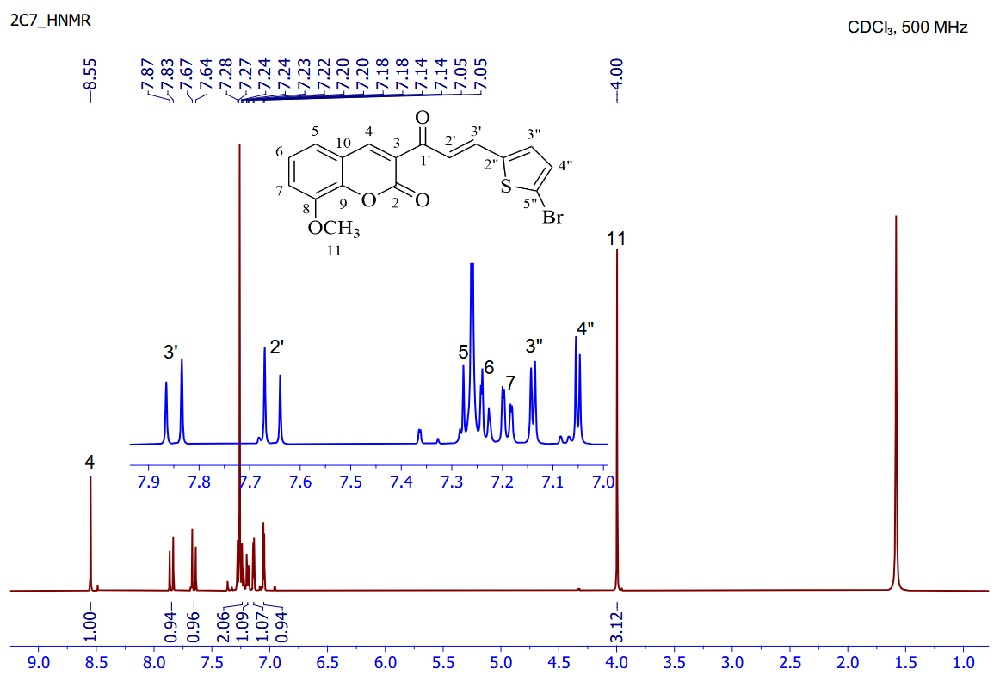 2C7_HNMR
CDCl3, 500 MHz
8.55 7.87 7.83 7.67 7.64 7.28 7.27 7.24 7.24 7.23 7.22 7.20 7.20 7.18 7.18 7.14 7.14 7.05 7.05 4.00
O
5 10 4 3 2' 3' 3"
6 1' 2" 4"
7 S
8 9 O 2 O 5"
Br
OCH3
11
11
3' 2' 5 6 7 3" 4"
7.9 7.8 7.7 7.6 7.5 7.4 7.3 7.2 7.1 7.0
4
1.00 0.94 0.96 2.06 1.09 1.07 0.94 3.12
9.0 8.5 8.0 7.5 7.0 6.5 6.0 5.5 5.0 4.5 4.0 3.5 3.0 2.5 2.0 1.5 1.0